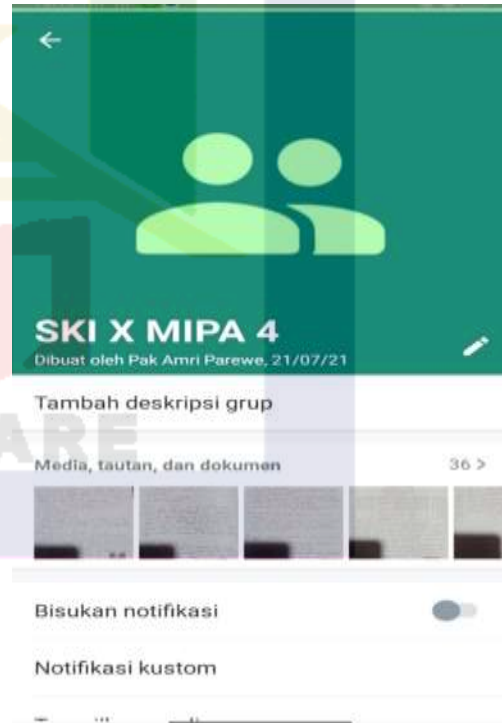 SKI X MIPA 4
Dibuat oleh Pak Amri Parewe, 21/07/21
Tambah deskripsi grup
ARE
Media, tautan, dan dokumen 36 >
Bisukan notifikasi
Notifikasi kustom